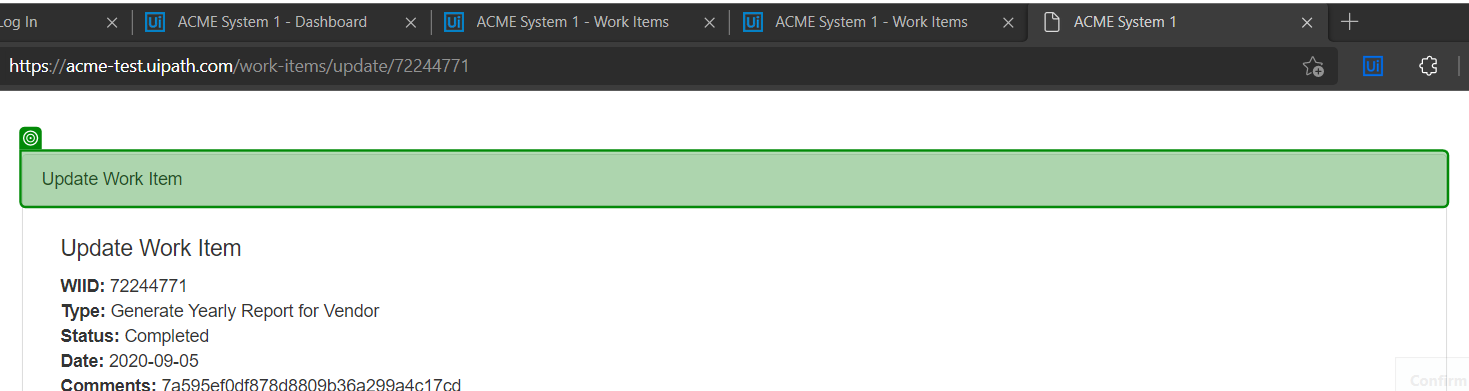 Log In
Ui ACME System 1 - Dashboard
Ui ACME System 1 - Work Items
Ui ACME System 1 - Work Items
ACME System 1
https://acme-test.uipath.com/work-items/update/72244771
Ui
Update Work Item
Update Work Item
WIID: 72244771
Type: Generate Yearly Report for Vendor
Status: Completed
Date: 2020-09-05
Comments: 7a595ef0df878d8809b36a299a4c17cd
Confirm